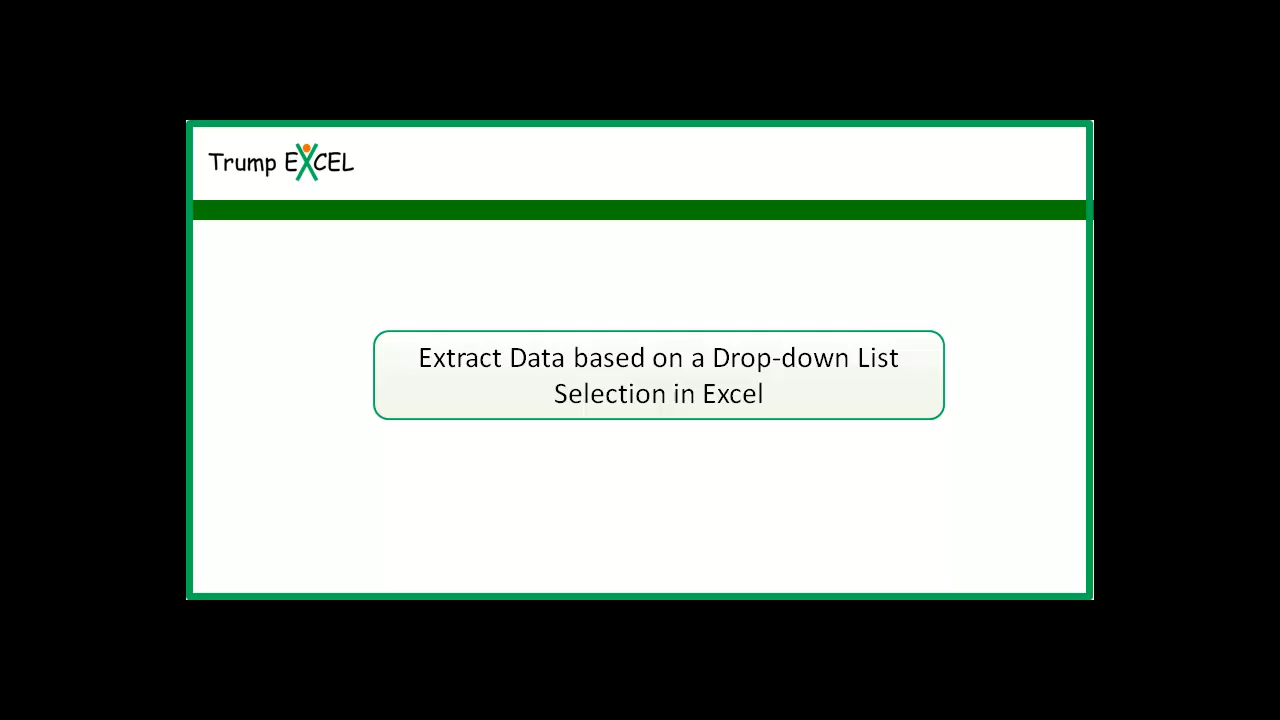 Trump EXCEL
Extract Data based on a Drop-down List
Selection in Excel